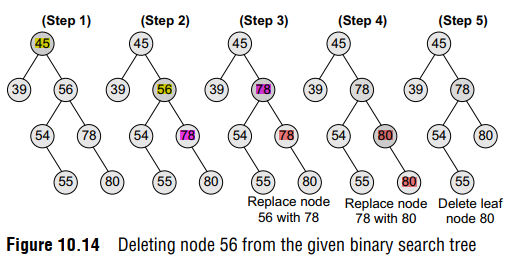 (Step 1) (Step 2) (Step 3) (Step 4) (Step 5)
45 45 45 45 45
39 56 39 56 39 78 39 78 39 78
54 78 54 78 54 78 54 80 54 80
55 80 55 80 55 80 55 80 55
Replace node Replace node Delete leaf
56 with 78 78 with 80 node 80
Figure 10.14 Deleting node 56 from the given binary search tree